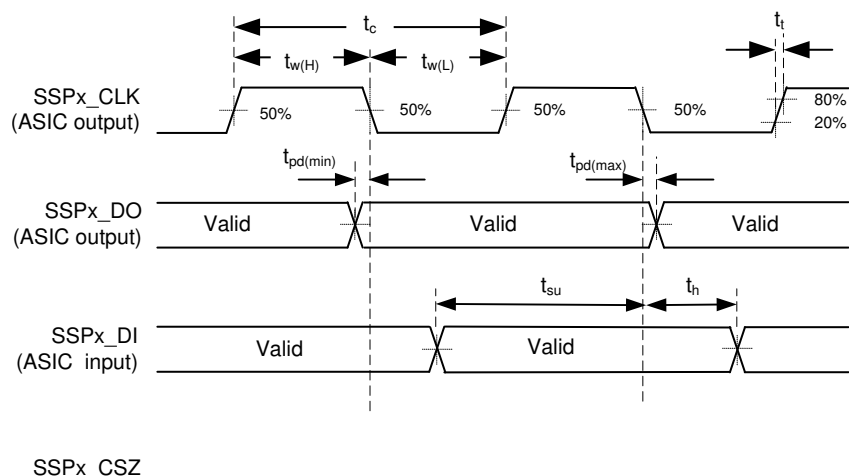 t_c
t_t
t_w(H)
t_w(L)
SSPx_CLK
(ASIC output)
50%
50%
50%
50%
80%
20%
t_pd(min)
t_pd(max)
SSPx_DO
(ASIC output)
Valid
Valid
Valid
t_su
t_h
SSPx_DI
(ASIC input)
Valid
Valid
SSPx_CSZ